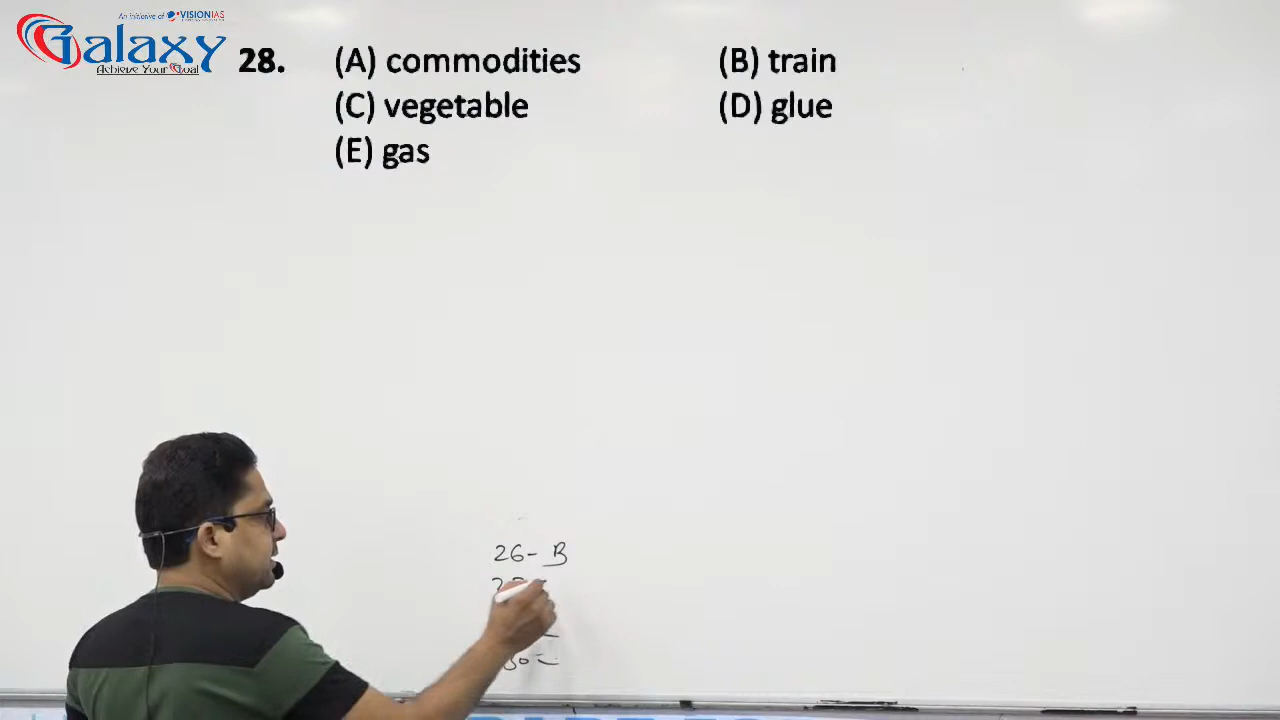 An initiative of VISIONIAS
Galaxy
Achieve Your Goal
28. (A) commodities (B) train
(C) vegetable (D) glue
(E) gas
26- B